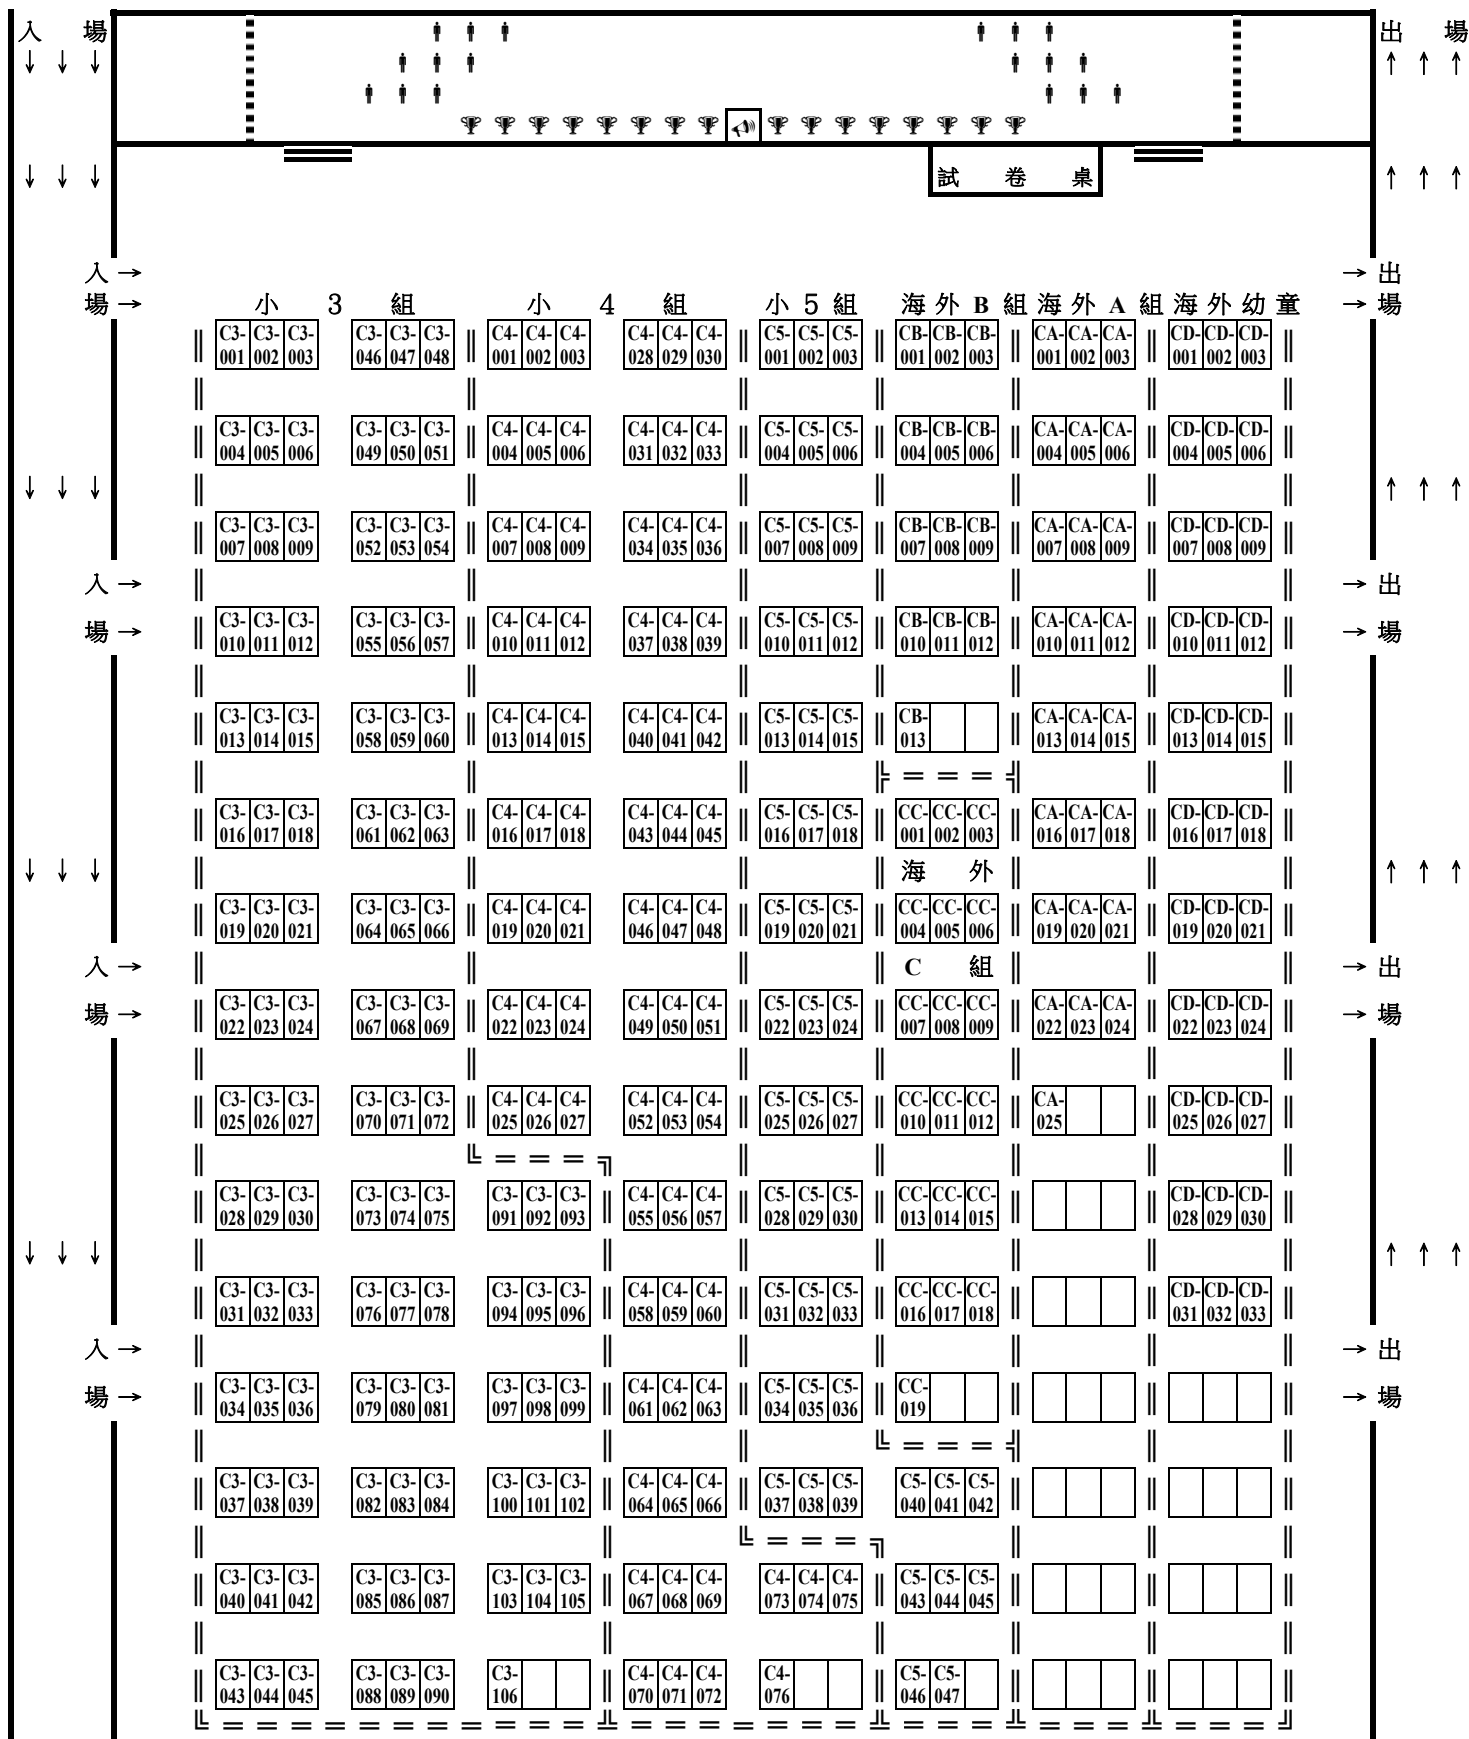 入 場 出 場
↓ ↓ ↓ ↑ ↑ ↑
↓ ↓ ↓ 試 卷 桌 ↑ ↑ ↑
入 → → 出
場 → 小 3 組 小 4 組 小 5 組 海 外 B 組 海 外 A 組 海 外 幼 童 → 場
C3-001 C3-002 C3-003 C3-046 C3-047 C3-048 C4-001 C4-002 C4-003 C4-028 C4-029 C4-030 C5-001 C5-002 C5-003 CB-001 CB-002 CB-003 CA-001 CA-002 CA-003 CD-001 CD-002 CD-003
C3-004 C3-005 C3-006 C3-049 C3-050 C3-051 C4-004 C4-005 C4-006 C4-031 C4-032 C4-033 C5-004 C5-005 C5-006 CB-004 CB-005 CB-006 CA-004 CA-005 CA-006 CD-004 CD-005 CD-006
↓ ↓ ↓ ↑ ↑ ↑
C3-007 C3-008 C3-009 C3-052 C3-053 C3-054 C4-007 C4-008 C4-009 C4-034 C4-035 C4-036 C5-007 C5-008 C5-009 CB-007 CB-008 CB-009 CA-007 CA-008 CA-009 CD-007 CD-008 CD-009
入 → → 出
場 → C3-010 C3-011 C3-012 C3-055 C3-056 C3-057 C4-010 C4-011 C4-012 C4-037 C4-038 C4-039 C5-010 C5-011 C5-012 CB-010 CB-011 CB-012 CA-010 CA-011 CA-012 CD-010 CD-011 CD-012 → 場
C3-013 C3-014 C3-015 C3-058 C3-059 C3-060 C4-013 C4-014 C4-015 C4-040 C4-041 C4-042 C5-013 C5-014 C5-015 CB-013 CA-013 CA-014 CA-015 CD-013 CD-014 CD-015
C3-016 C3-017 C3-018 C3-061 C3-062 C3-063 C4-016 C4-017 C4-018 C4-043 C4-044 C4-045 C5-016 C5-017 C5-018 CC-001 CC-002 CC-003 CA-016 CA-017 CA-018 CD-016 CD-017 CD-018
↓ ↓ ↓ 海 外 ↑ ↑ ↑
C3-019 C3-020 C3-021 C3-064 C3-065 C3-066 C4-019 C4-020 C4-021 C4-046 C4-047 C4-048 C5-019 C5-020 C5-021 CC-004 CC-005 CC-006 CA-019 CA-020 CA-021 CD-019 CD-020 CD-021
入 → C 組 → 出
場 → C3-022 C3-023 C3-024 C3-067 C3-068 C3-069 C4-022 C4-023 C4-024 C4-049 C4-050 C4-051 C5-022 C5-023 C5-024 CC-007 CC-008 CC-009 CA-022 CA-023 CA-024 CD-022 CD-023 CD-024 → 場
C3-025 C3-026 C3-027 C3-070 C3-071 C3-072 C4-025 C4-026 C4-027 C4-052 C4-053 C4-054 C5-025 C5-026 C5-027 CC-010 CC-011 CC-012 CA-025 CD-025 CD-026 CD-027
C3-028 C3-029 C3-030 C3-073 C3-074 C3-075 C3-091 C3-092 C3-093 C4-055 C4-056 C4-057 C5-028 C5-029 C5-030 CC-013 CC-014 CC-015 CD-028 CD-029 CD-030
↓ ↓ ↓ ↑ ↑ ↑
C3-031 C3-032 C3-033 C3-076 C3-077 C3-078 C3-094 C3-095 C3-096 C4-058 C4-059 C4-060 C5-031 C5-032 C5-033 CC-016 CC-017 CC-018 CD-031 CD-032 CD-033
入 → → 出
場 → C3-034 C3-035 C3-036 C3-079 C3-080 C3-081 C3-097 C3-098 C3-099 C4-061 C4-062 C4-063 C5-034 C5-035 C5-036 CC-019 → 場
C3-037 C3-038 C3-039 C3-082 C3-083 C3-084 C3-100 C3-101 C3-102 C4-064 C4-065 C4-066 C5-037 C5-038 C5-039 C5-040 C5-041 C5-042
C3-040 C3-041 C3-042 C3-085 C3-086 C3-087 C3-103 C3-104 C3-105 C4-067 C4-068 C4-069 C4-073 C4-074 C4-075 C5-043 C5-044 C5-045
C3-043 C3-044 C3-045 C3-088 C3-089 C3-090 C3-106 C4-070 C4-071 C4-072 C4-076 C5-046 C5-047